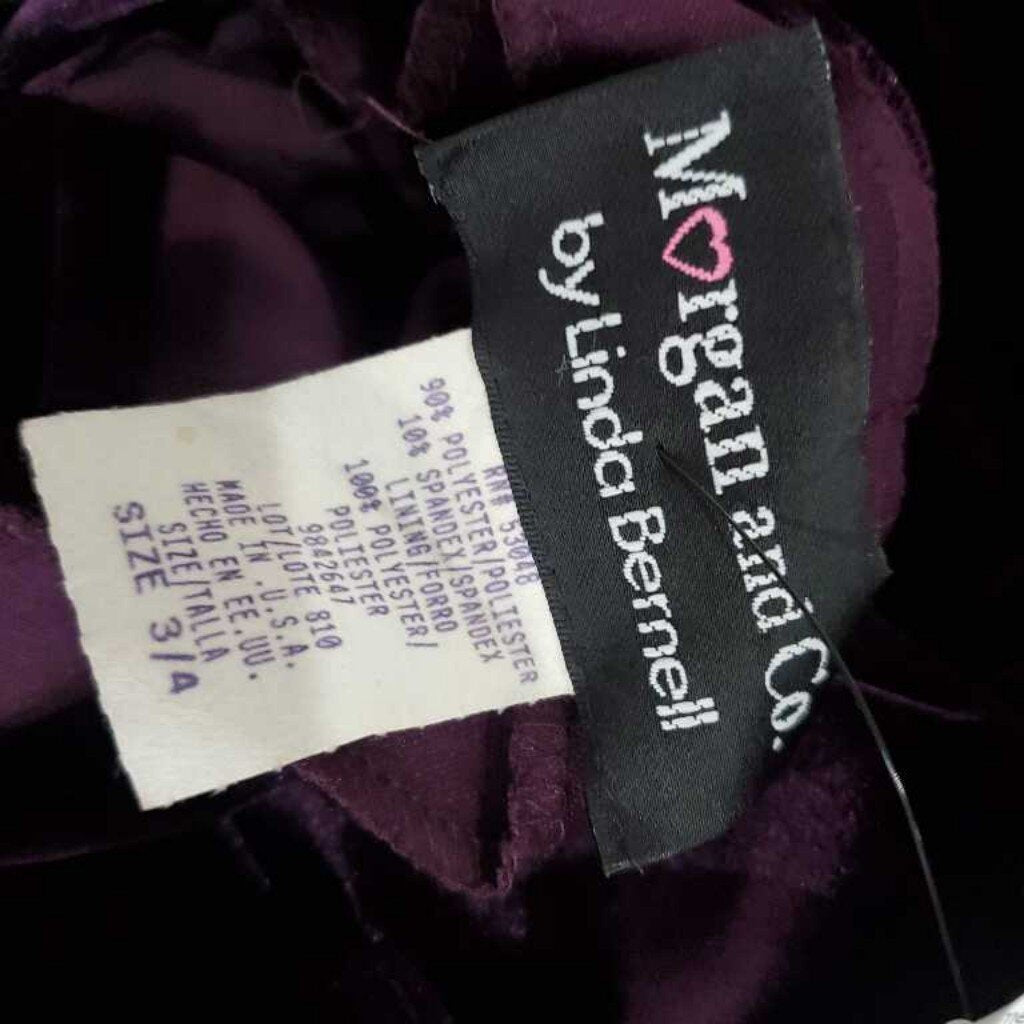 M♡rgan and Co.
by Linda Bernell
RN# 53048
90% POLYESTER/POLIESTER
10% SPANDEX/SPANDEX
LINING/FORRO
100% POLYESTER/
POLIESTER
9842647
LOT/LOTE 810
MADE IN .U.S.A.
HECHO EN EE.UU.
SIZE/TALLA
SIZE 3/4